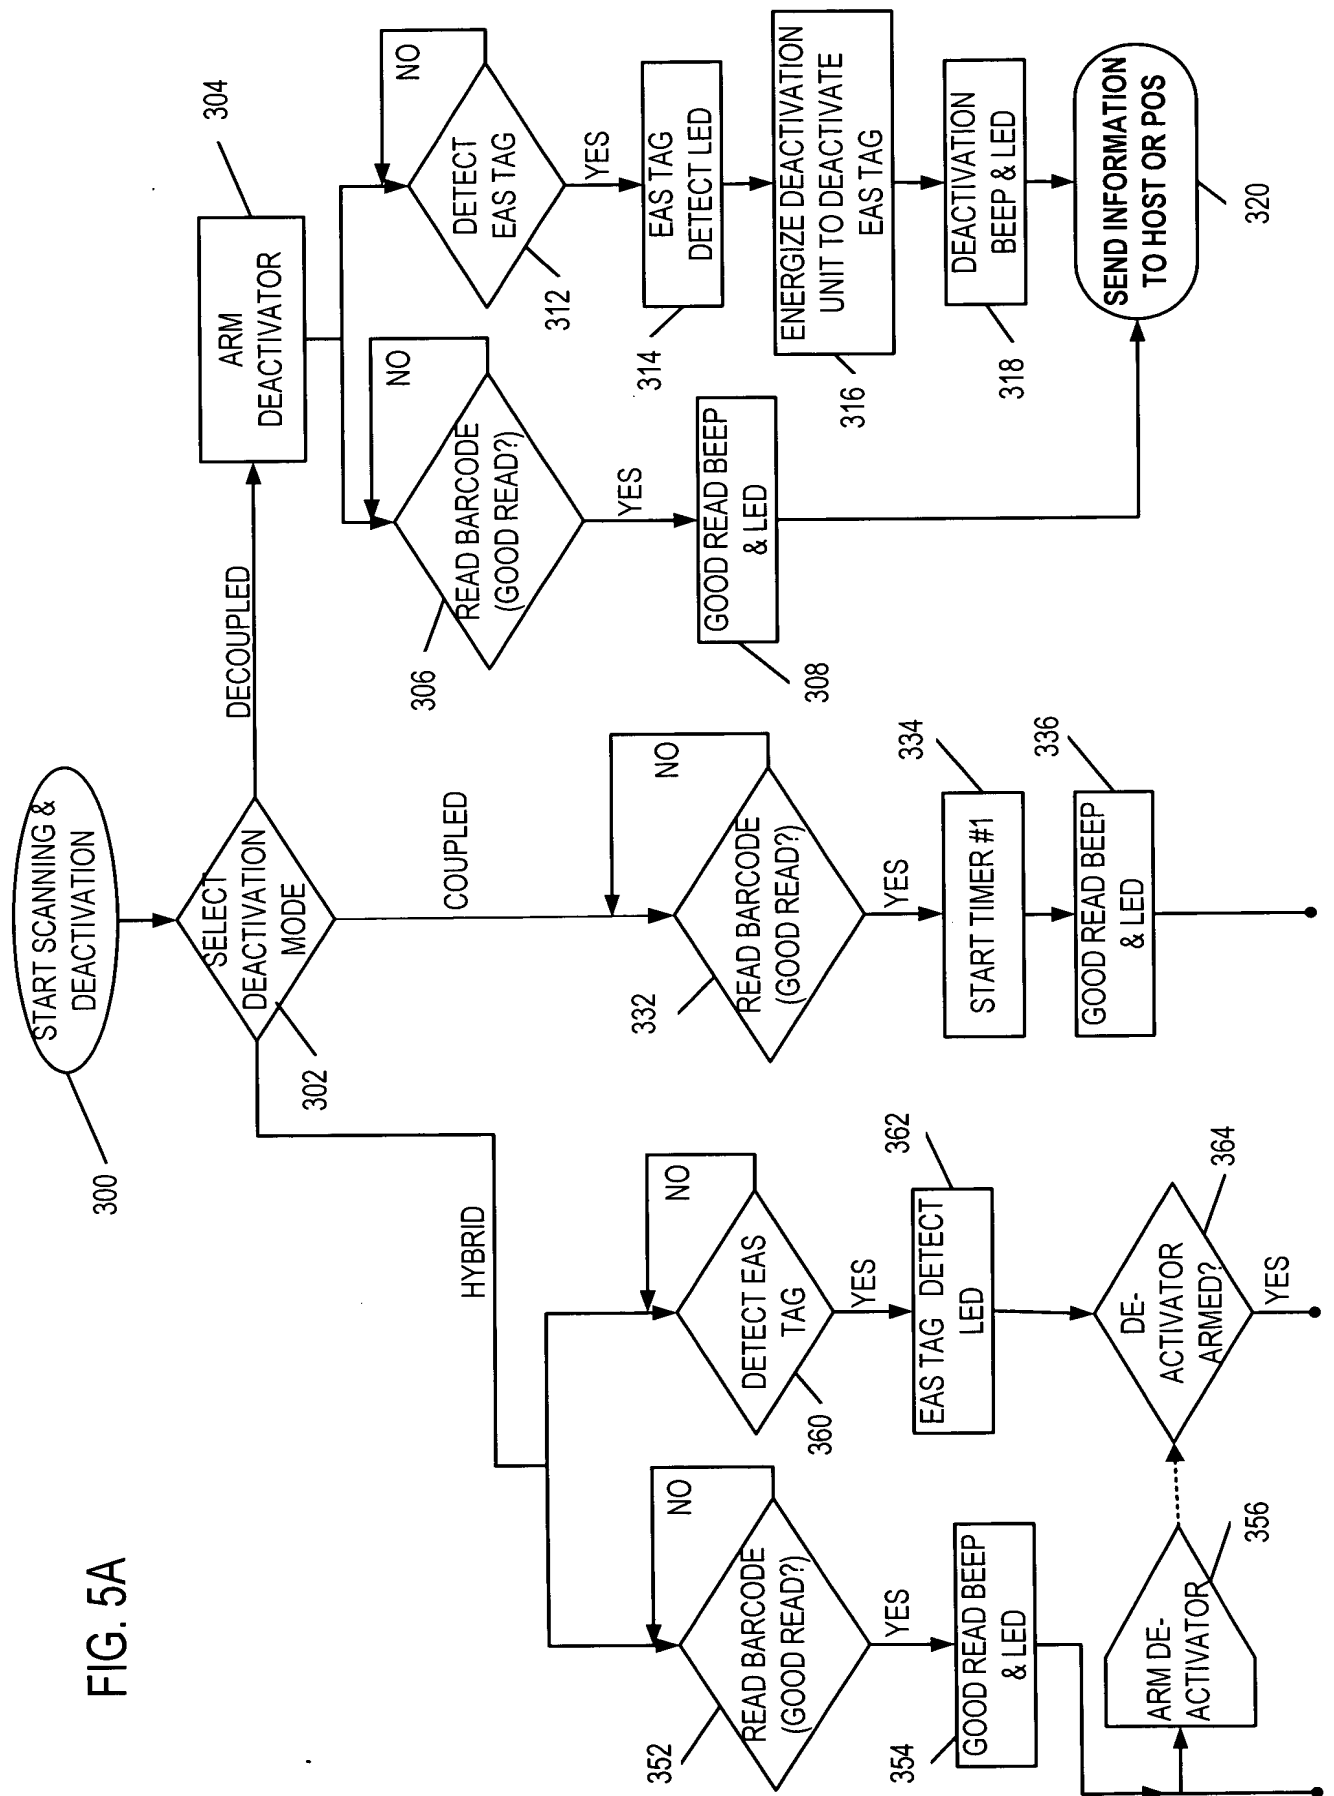 FIG. 5A
START SCANNING &
DEACTIVATION
300
SELECT
DEACTIVATION
MODE
302
HYBRID
COUPLED
DECOUPLED
READ BARCODE
(GOOD READ?)
352
NO
YES
GOOD READ BEEP
& LED
354
ARM DE-
ACTIVATOR
356
DETECT EAS
TAG
360
NO
YES
EAS TAG DETECT
LED
362
DE-
ACTIVATOR
ARMED?
364
YES
READ BARCODE
(GOOD READ?)
332
NO
YES
START TIMER #1
334
GOOD READ BEEP
& LED
336
ARM
DEACTIVATOR
304
READ BARCODE
(GOOD READ?)
306
NO
YES
GOOD READ BEEP
& LED
308
DETECT
EAS TAG
312
NO
YES
EAS TAG
DETECT LED
314
ENERGIZE DEACTIVATION
UNIT TO DEACTIVATE
EAS TAG
316
DEACTIVATION
BEEP & LED
318
SEND INFORMATION
TO HOST OR POS
320